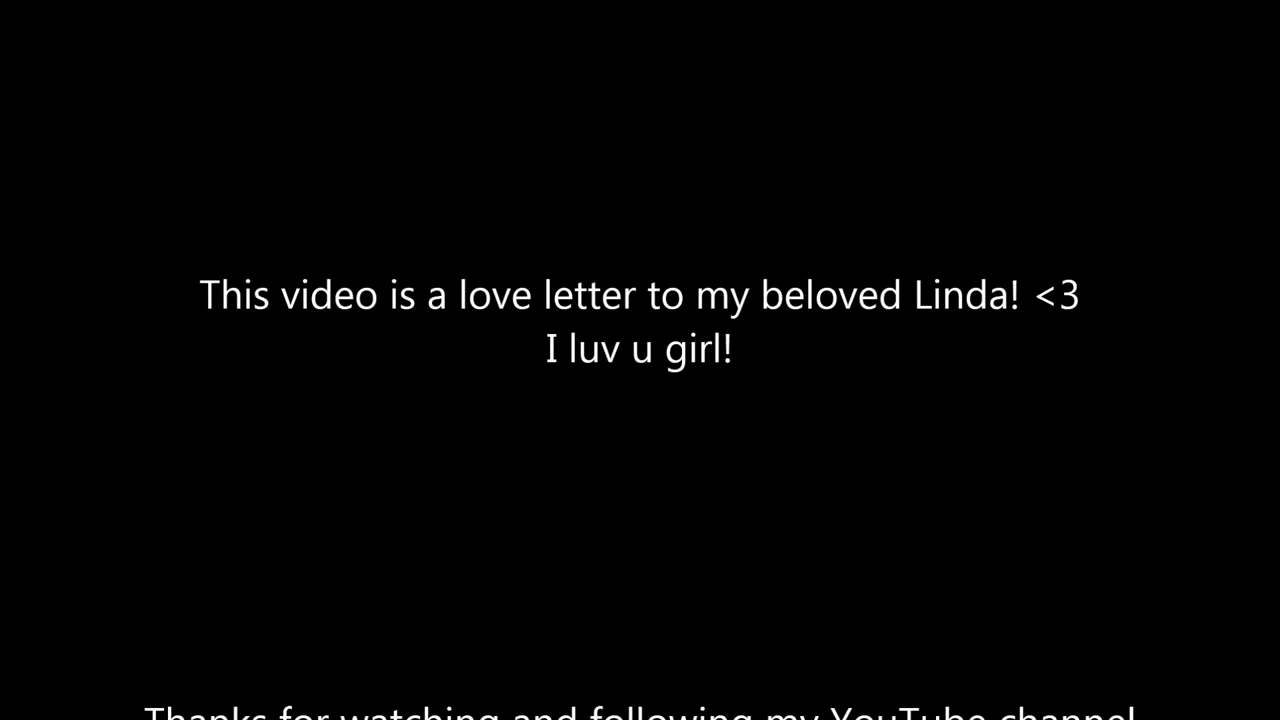 This video is a love letter to my beloved Linda! <3
I luv u girl!
Thanks for watching and following my YouTube channel